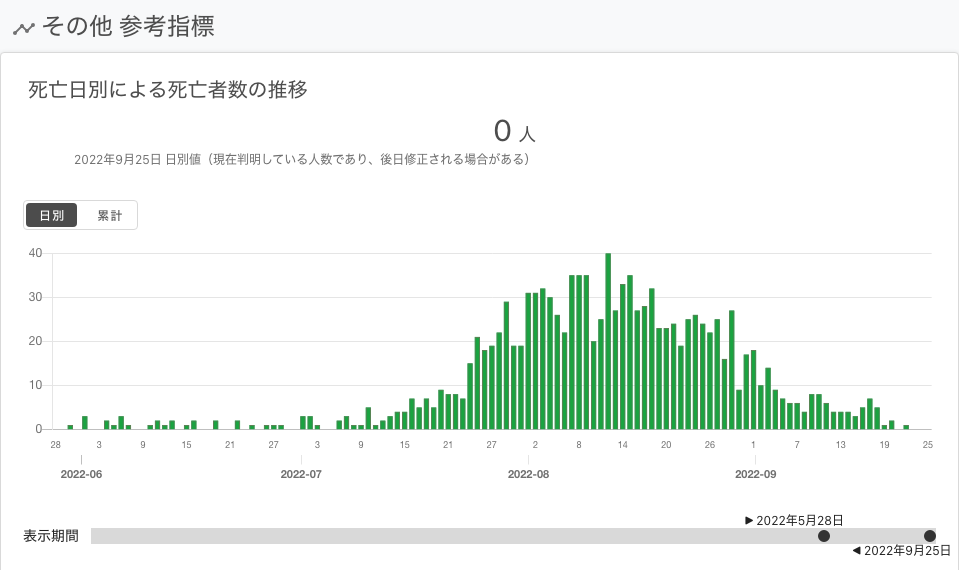 その他 参考指標
死亡日別による死亡者数の推移
0 人
2022年9月25日 日別値（現在判明している人数であり、後日修正される場合がある）
日別 累計
40
30
20
10
0
28 3 9 15 21 27 3 9 15 21 27 2 8 14 20 26 1 7 13 19 25
2022-06 2022-07 2022-08 2022-09
▶ 2022年5月28日
表示期間
◀ 2022年9月25日